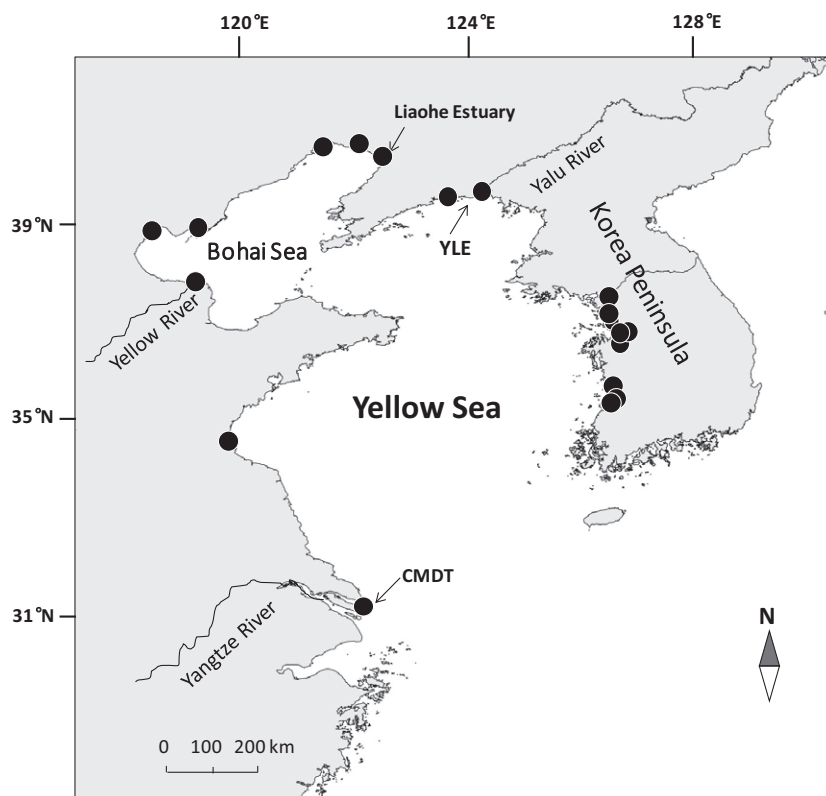 120°E
124°E
128°E
Liaohe Estuary
Yalu River
39°N
Korea Peninsula
Bohai Sea
YLE
Yellow River
Yellow Sea
35°N
CMDT
31°N
Yangtze River
N
0 100 200 km